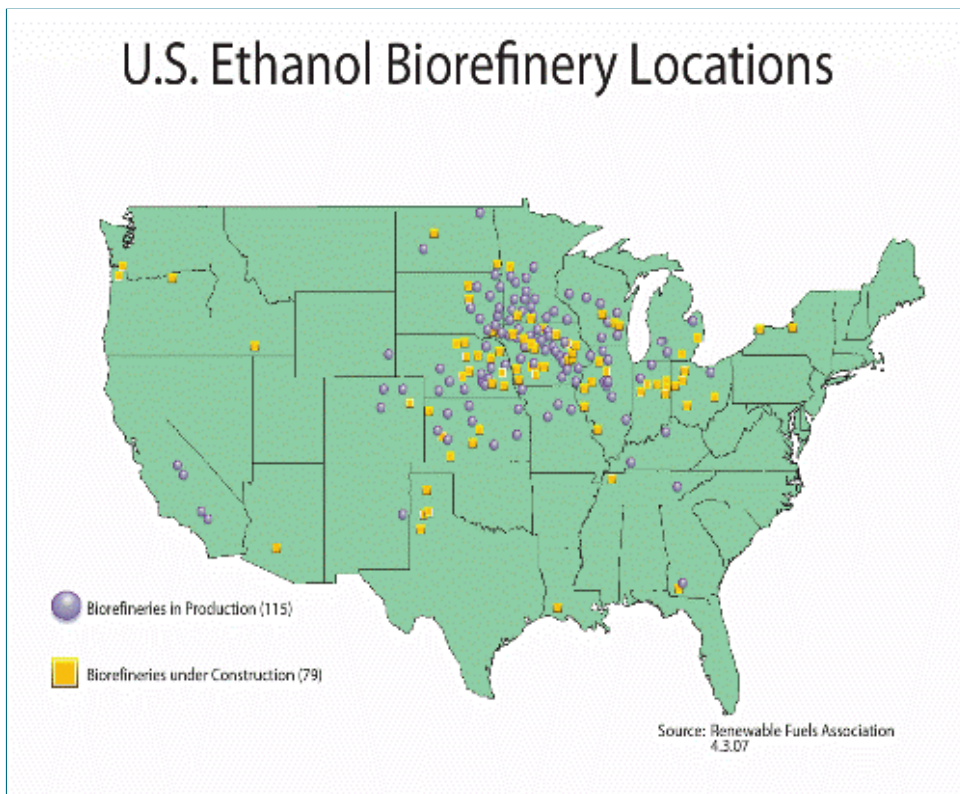 U.S. Ethanol Biorefinery Locations
Biorefineries in Production (115)
Biorefineries under Construction (79)
Source: Renewable Fuels Association
4.3.07